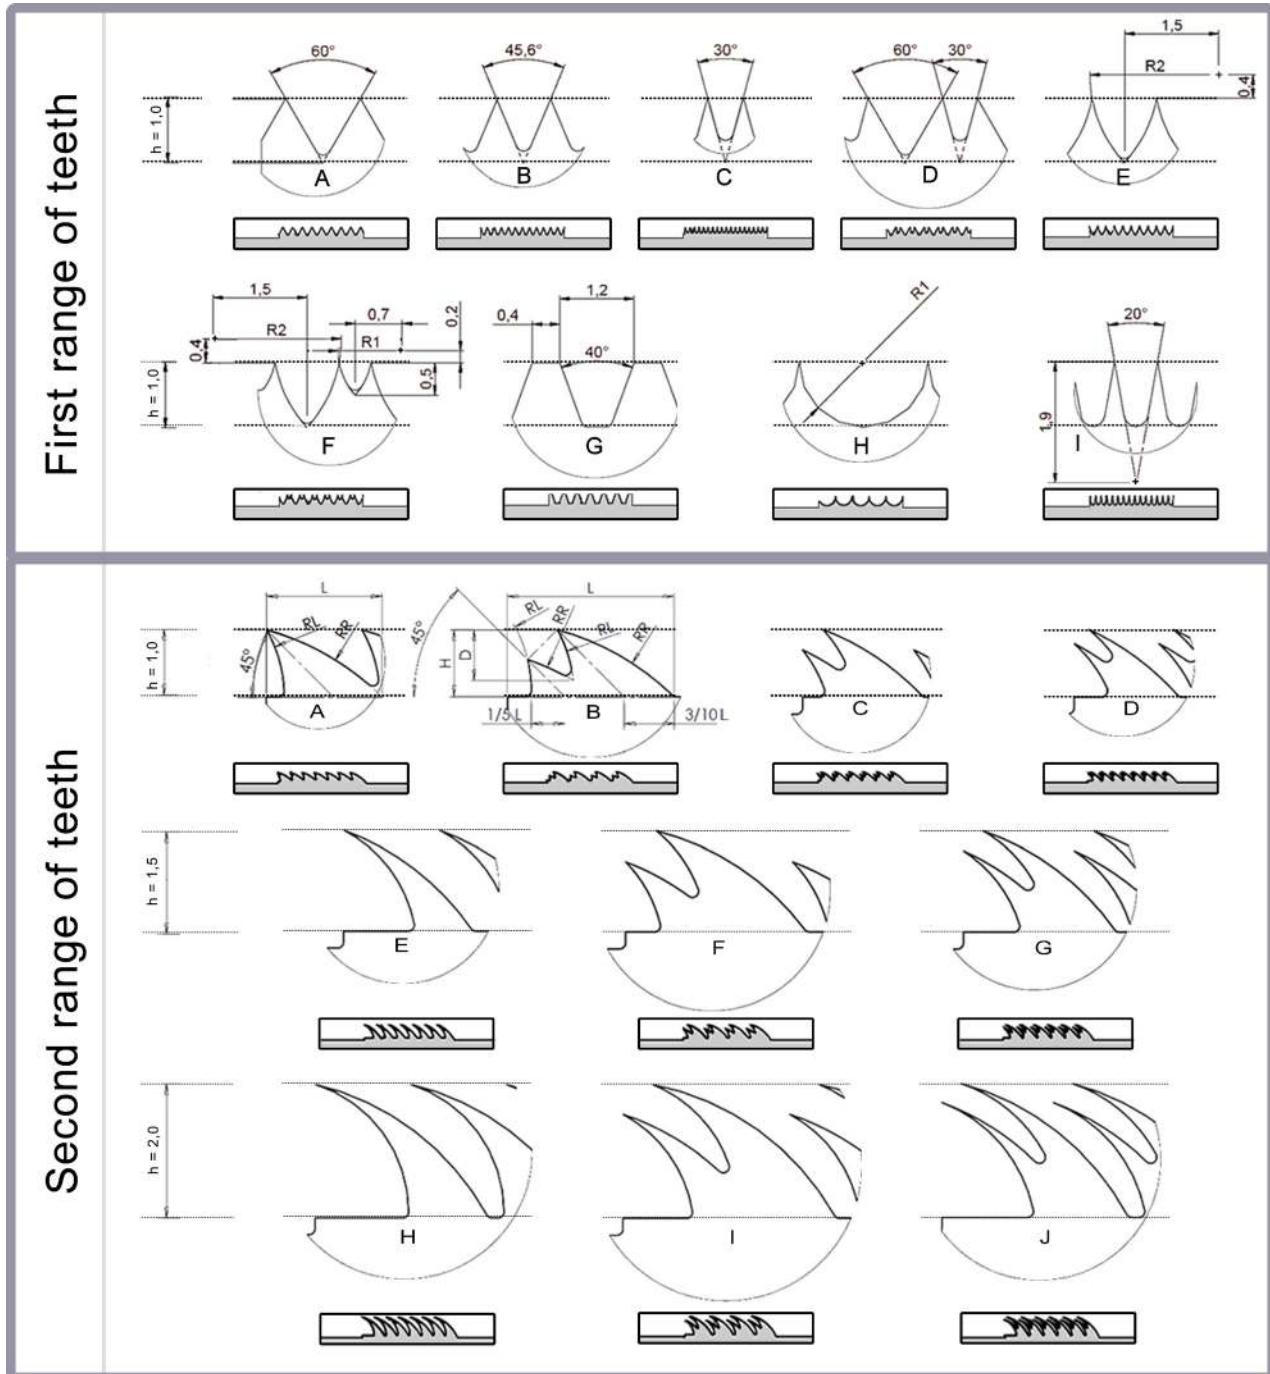 First range of teeth
60°
45,6°
30°
60°
30°
1,5
R2
0,4
h = 1,0
A
B
C
D
E
1,5
R2
0,4
0,7
R1
0,2
0,5
h = 1,0
0,4
1,2
40°
R1
20°
1,9
F
G
H
I
Second range of teeth
L
RL
RR
45°
h = 1,0
A
L
45°
RL
RR
RL
RR
H
D
1/5 L
3/10 L
B
C
D
h = 1,5
E
F
G
h = 2,0
H
I
J